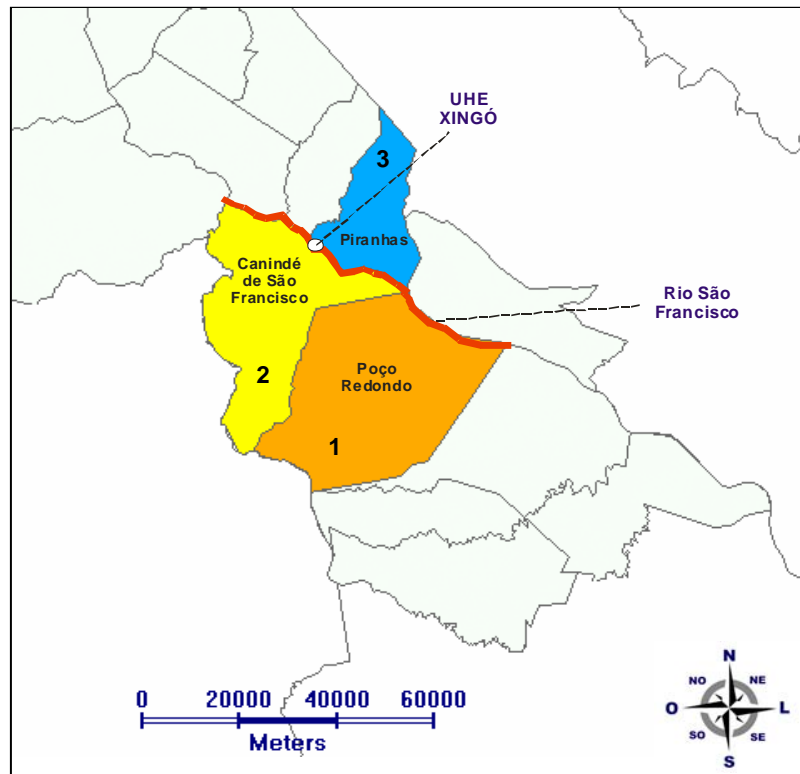 UHE
XINGÓ
3
Piranhas
Canindé
de São
Francisco
Rio São
Francisco
Poço
Redondo
2
1
0 20000 40000 60000
Meters
N
NO NE
O L
SO SE
S